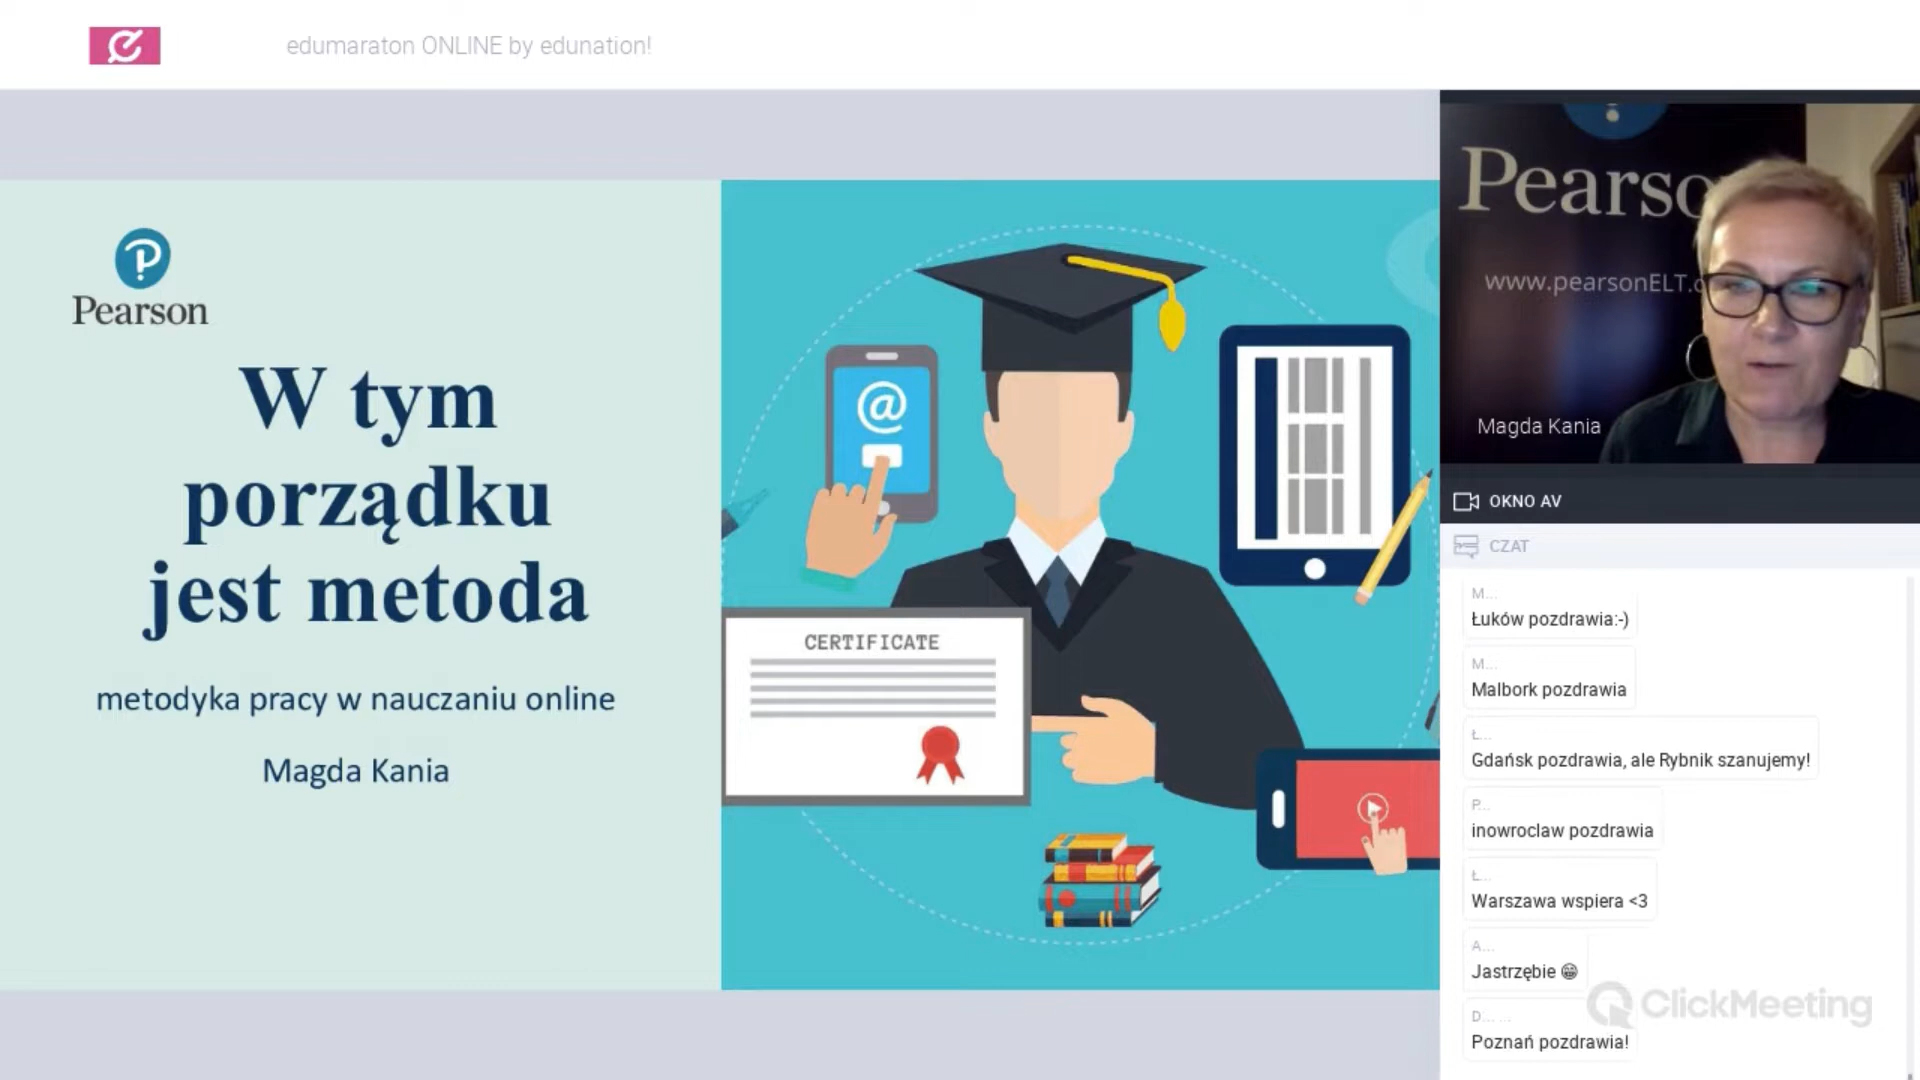 edumaraton ONLINE by edunation!
Pearson
W tym
porządku
jest metoda
metodyka pracy w nauczaniu online
Magda Kania
@
CERTIFICATE
Pearso
www.pearsonELT.c
Magda Kania
OKNO AV
CZAT
M...
Łuków pozdrawia:-)
M...
Malbork pozdrawia
Ł...
Gdańsk pozdrawia, ale Rybnik szanujemy!
P...
inowroclaw pozdrawia
Ł...
Warszawa wspiera <3
A...
Jastrzębie 😁
D... ...
Poznań pozdrawia!
ClickMeeting